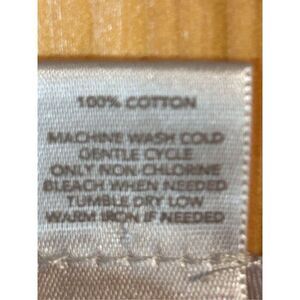 100% COTTON
MACHINE WASH COLD
GENTLE CYCLE
ONLY NON-CHLORINE
BLEACH WHEN NEEDED
TUMBLE DRY LOW
WARM IRON IF NEEDED